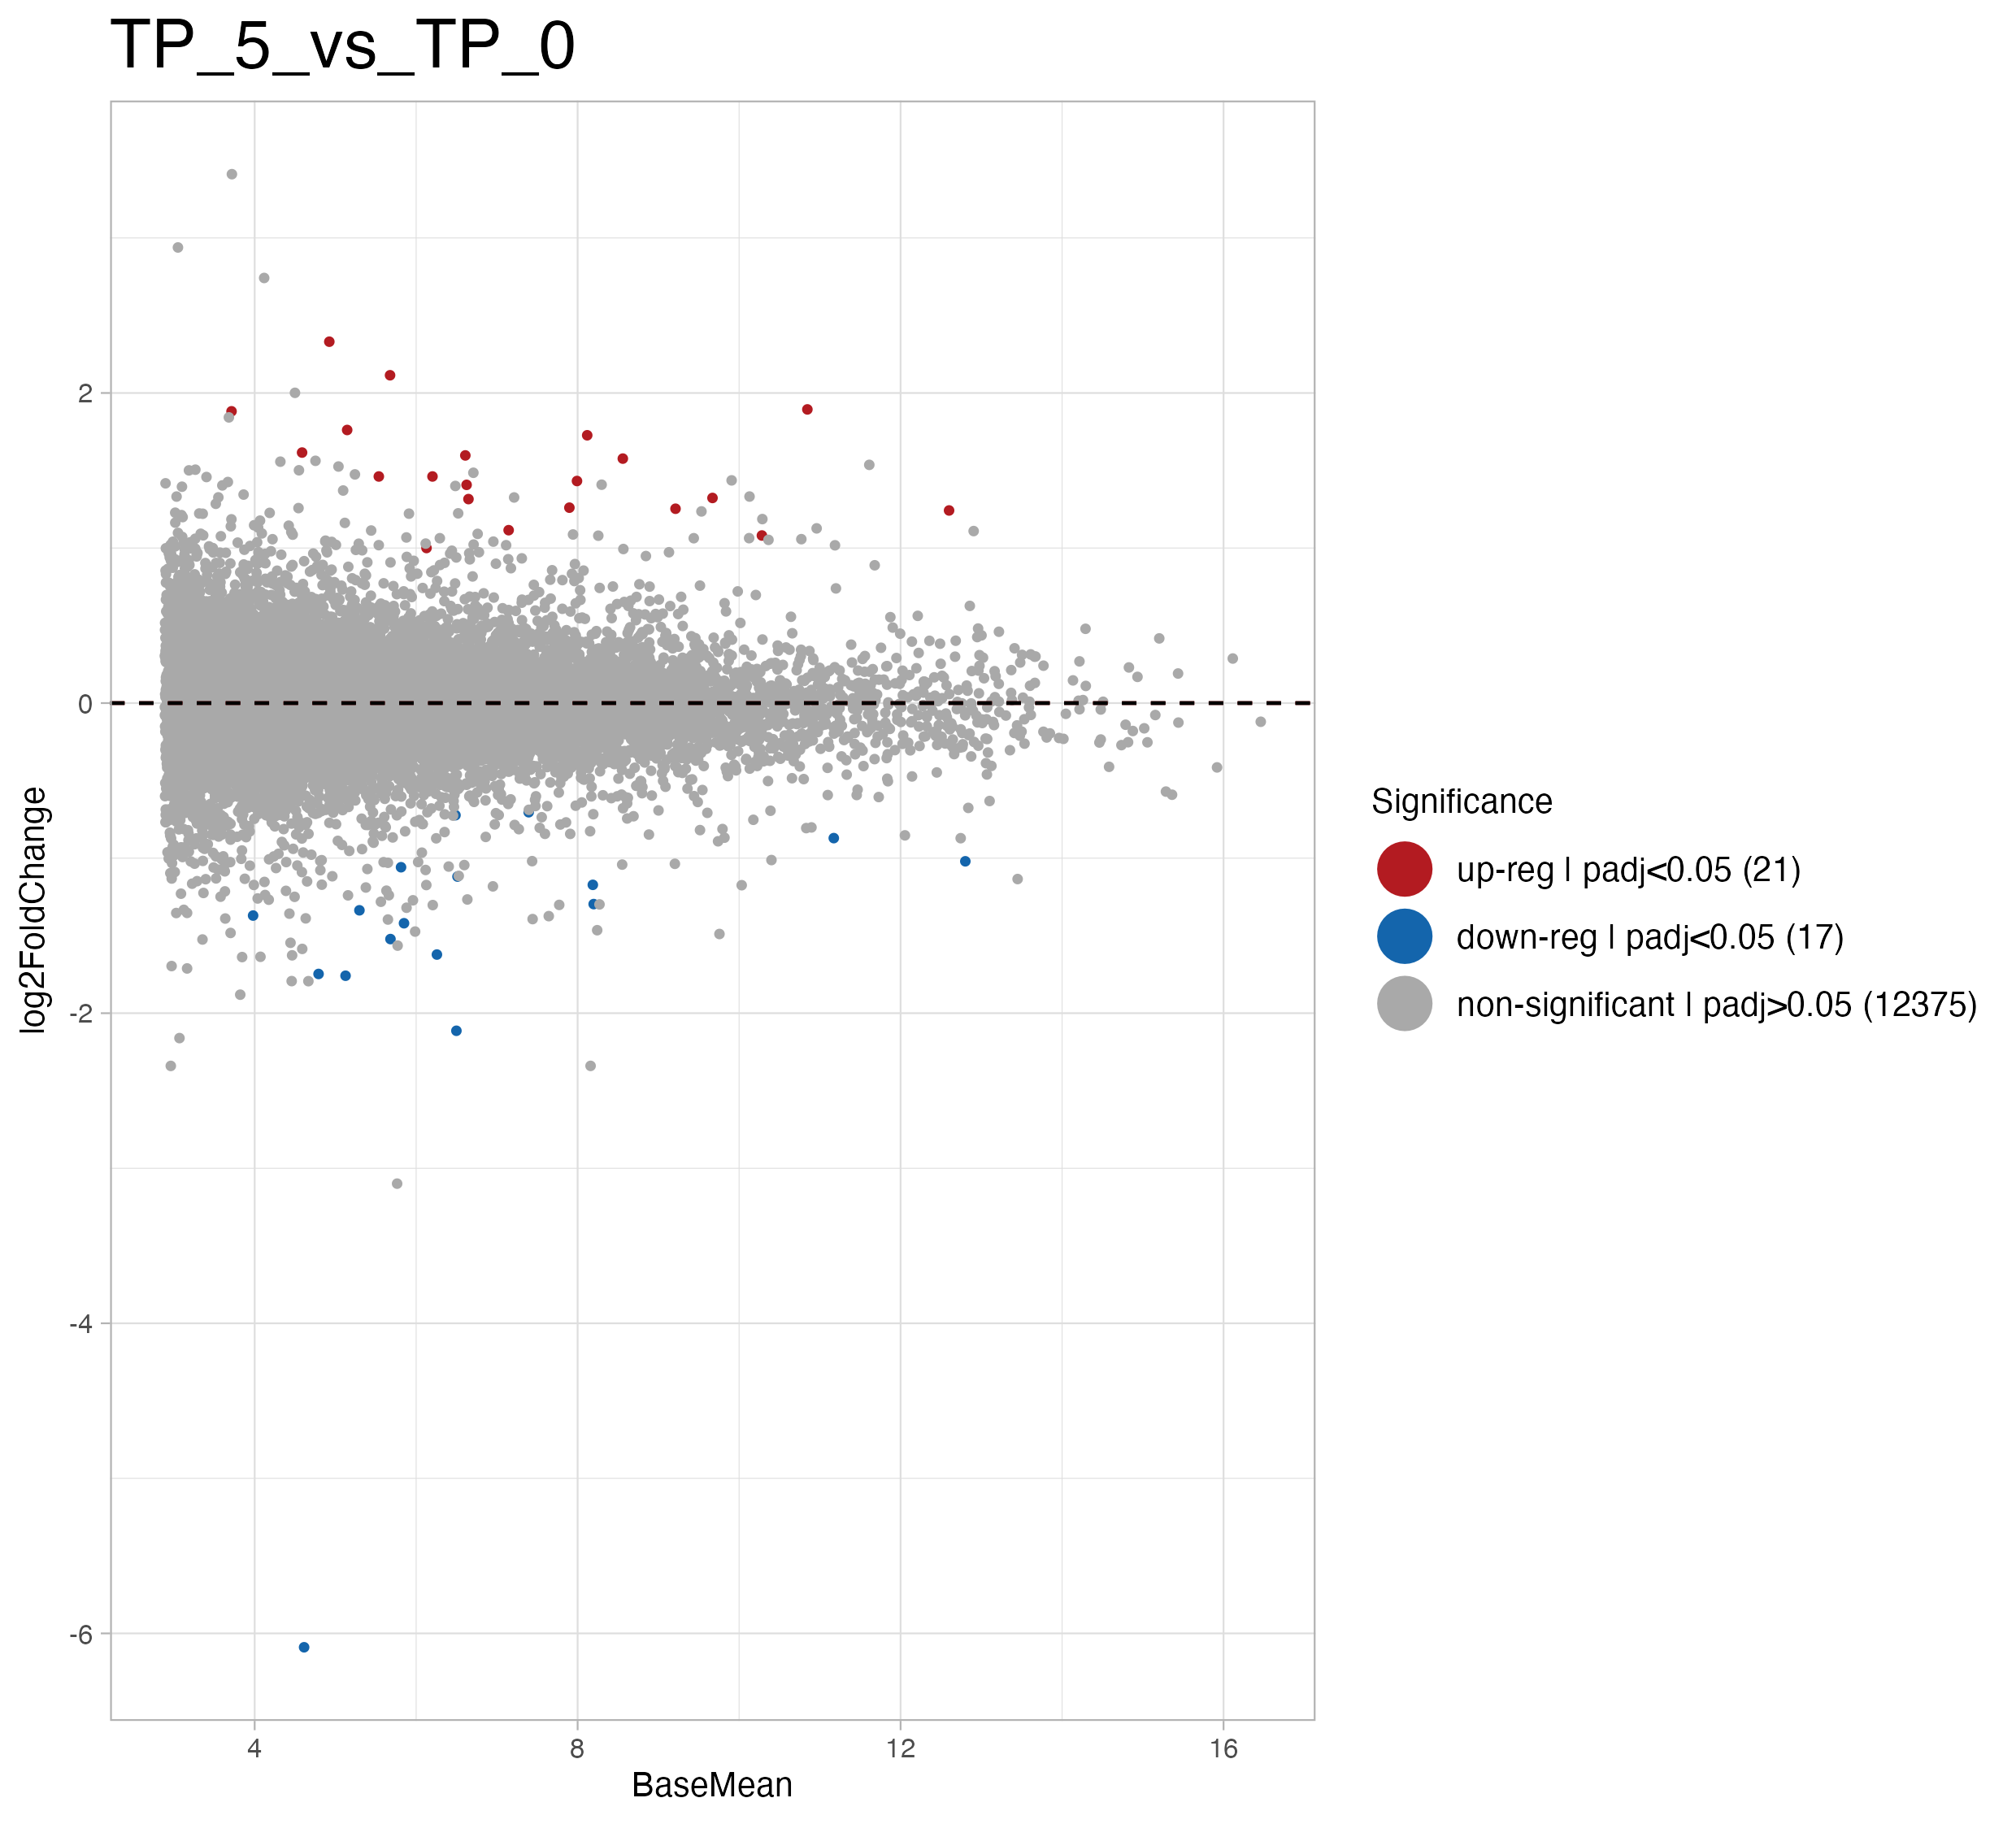 TP_5_vs_TP_0
2
0
-2
-4
-6
log2FoldChange
4 8 12 16
BaseMean
Significance
up-reg | padj<0.05 (21)
down-reg | padj<0.05 (17)
non-significant | padj>0.05 (12375)